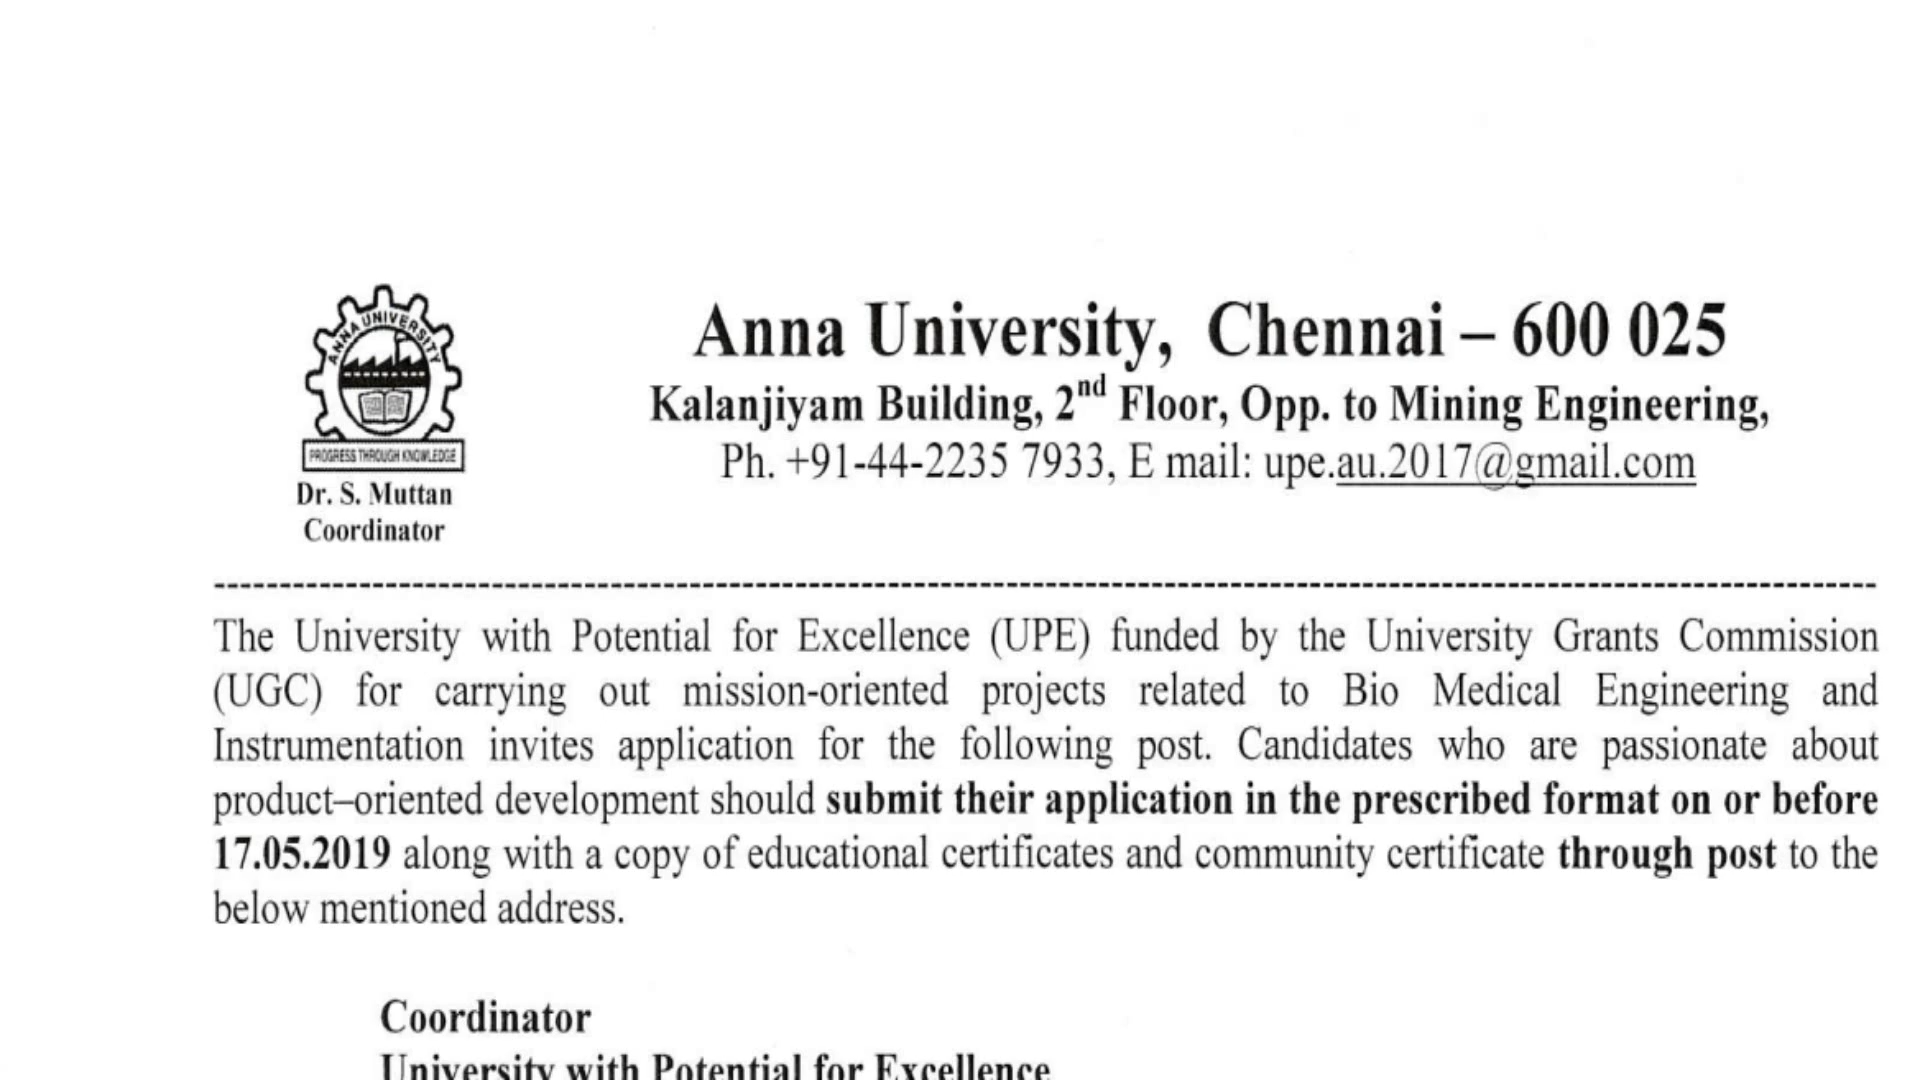 ANNA UNIVERSITY
PROGRESS THROUGH KNOWLEDGE
Dr. S. Muttan
Coordinator
Anna University, Chennai – 600 025
Kalanjiyam Building, 2nd Floor, Opp. to Mining Engineering,
Ph. +91-44-2235 7933, E mail: upe.au.2017@gmail.com
The University with Potential for Excellence (UPE) funded by the University Grants Commission
(UGC) for carrying out mission-oriented projects related to Bio Medical Engineering and
Instrumentation invites application for the following post. Candidates who are passionate about
product–oriented development should submit their application in the prescribed format on or before
17.05.2019 along with a copy of educational certificates and community certificate through post to the
below mentioned address.
Coordinator
University with Potential for Excellence